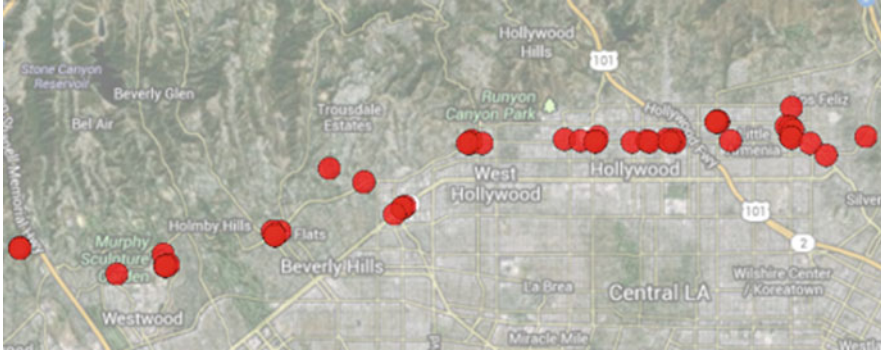 Hollywood
Hills
101
Stone Canyon
Reservoir
Beverly Glen
Runyon
Canyon Park
Trousdale
Estates
Bel Air
Hollywood Fwy
Little
Armenia
West
Hollywood
Hollywood
101
Silver
Holmby Hills
Flats
Murphy
Sculpture
2
Beverly Hills
Wilshire Center
/ Koreatown
La Brea
Central LA
Westwood
Miracle Mile